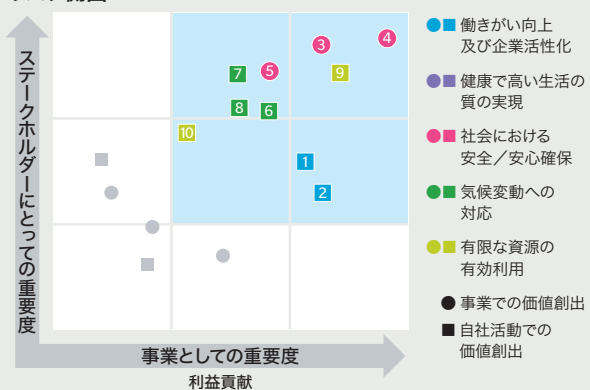 ステークホルダーにとっての重要度
3
4
5
7
9
8
6
10
1
2
事業としての重要度
利益貢献
働きがい向上
及び企業活性化
健康で高い生活の
質の実現
社会における
安全／安心確保
気候変動への
対応
有限な資源の
有効利用
事業での価値創出
自社活動での
価値創出